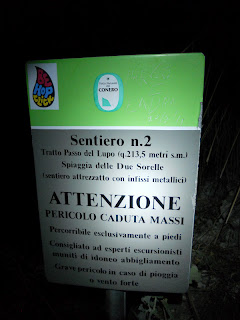 HOP
CONERO
Sentiero n.2
Tratto Passo del Lupo (q.213,5 metri s.m.)
Spiaggia delle Due Sorelle
(sentiero attrezzato con infissi metallici)
ATTENZIONE
PERICOLO CADUTA MASSI
Percorribile esclusivamente a piedi
Consigliato ad esperti escursionisti
muniti di idoneo abbigliamento
Grave pericolo in caso di pioggia
o vento forte